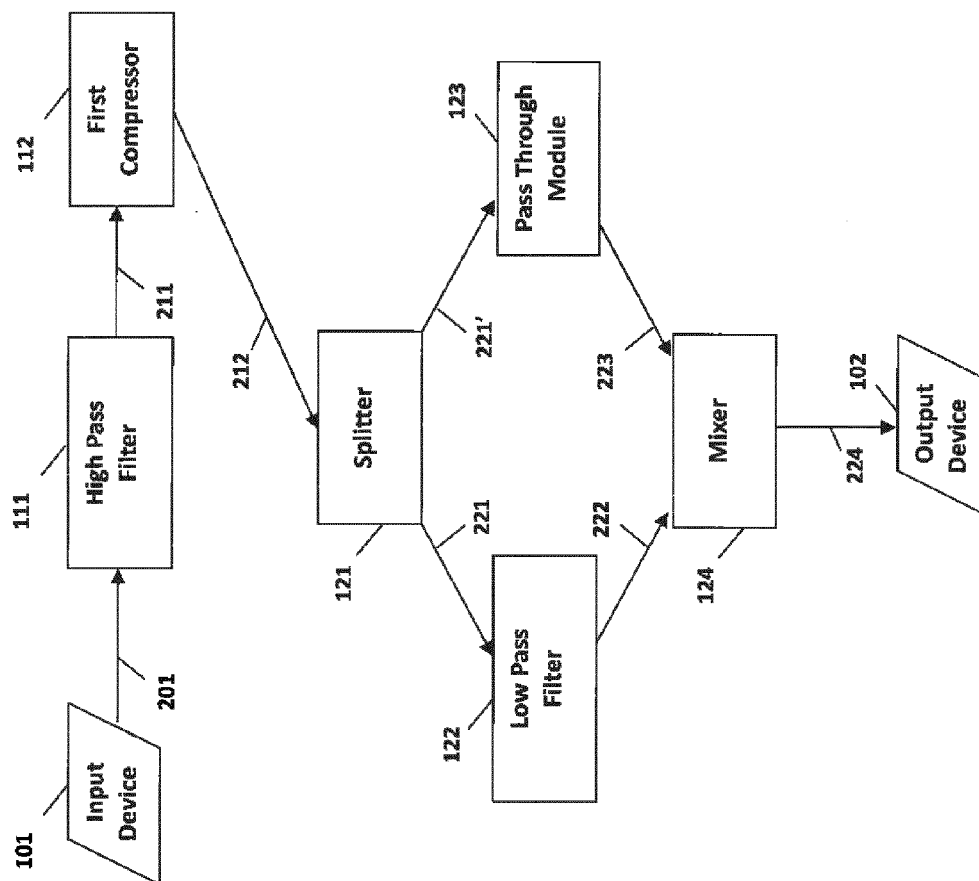 101
Input
Device
201
111
High Pass
Filter
211
112
First
Compressor
212
121
Splitter
221
221'
122
Low Pass
Filter
123
Pass Through
Module
222
223
124
Mixer
224
102
Output
Device